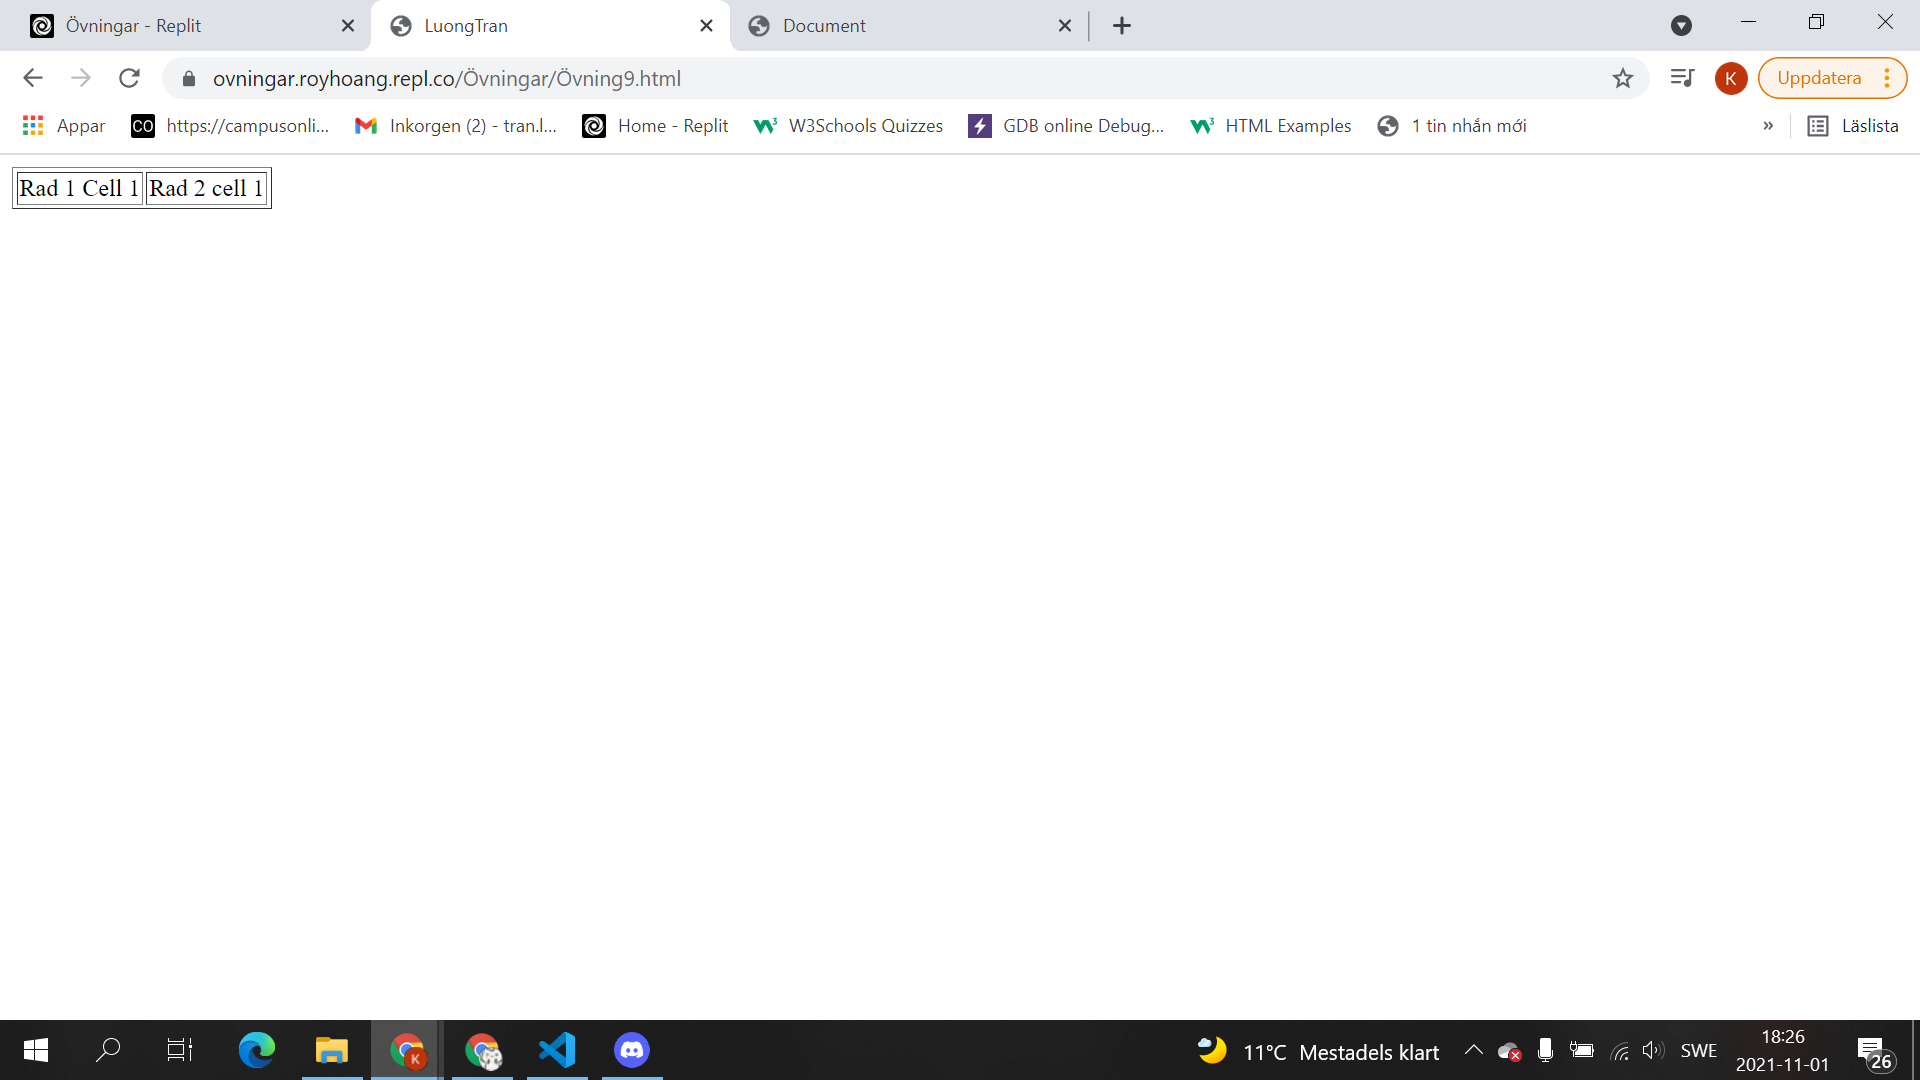 Övningar - Replit
LuongTran
Document
ovningar.royhoang.repl.co/Övningar/Övning9.html
K
Uppdatera
Appar
CO
https://campusonli...
Inkorgen (2) - tran.l...
Home - Replit
W3Schools Quizzes
GDB online Debug...
HTML Examples
1 tin nhắn mới
»
Läslista
Rad 1 Cell 1 Rad 2 cell 1
K
11°C Mestadels klart
SWE
18:26
2021-11-01
26